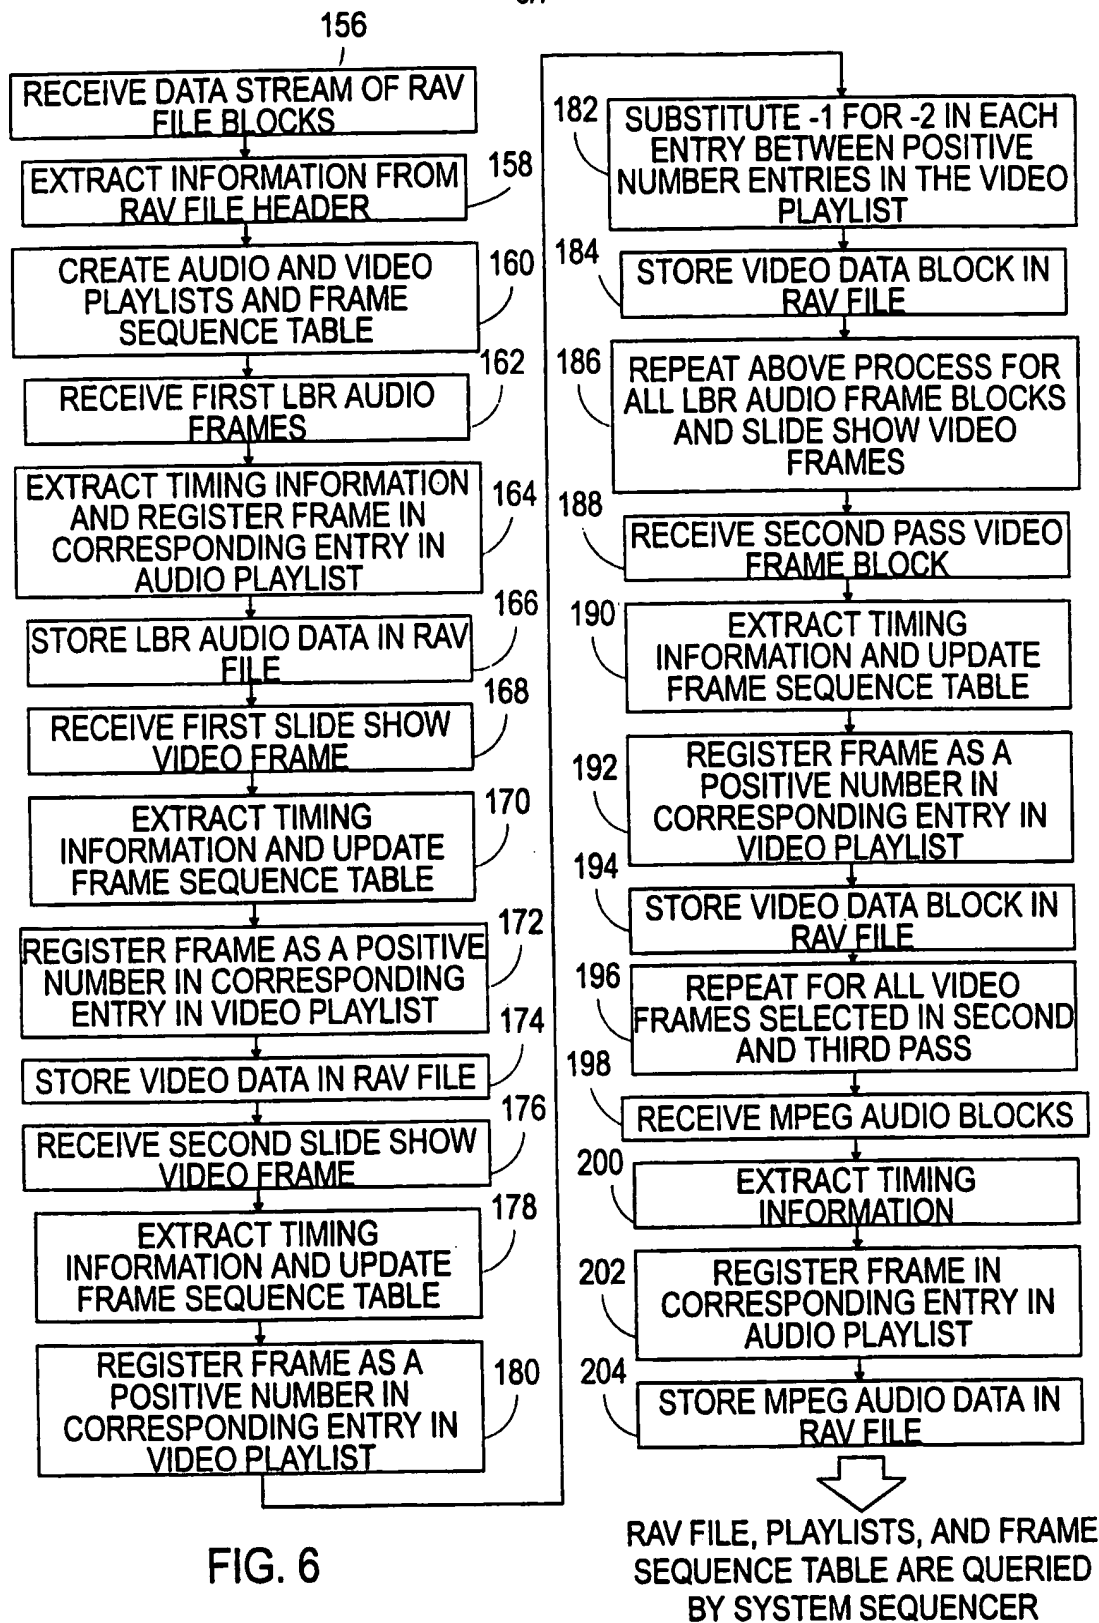 156
RECEIVE DATA STREAM OF RAV
FILE BLOCKS
EXTRACT INFORMATION FROM
RAV FILE HEADER
158
CREATE AUDIO AND VIDEO
PLAYLISTS AND FRAME
SEQUENCE TABLE
160
RECEIVE FIRST LBR AUDIO
FRAMES
162
EXTRACT TIMING INFORMATION
AND REGISTER FRAME IN
CORRESPONDING ENTRY IN
AUDIO PLAYLIST
164
STORE LBR AUDIO DATA IN RAV
FILE
166
RECEIVE FIRST SLIDE SHOW
VIDEO FRAME
168
EXTRACT TIMING
INFORMATION AND UPDATE
FRAME SEQUENCE TABLE
170
REGISTER FRAME AS A POSITIVE
NUMBER IN CORRESPONDING
ENTRY IN VIDEO PLAYLIST
172
STORE VIDEO DATA IN RAV FILE
174
RECEIVE SECOND SLIDE SHOW
VIDEO FRAME
176
EXTRACT TIMING
INFORMATION AND UPDATE
FRAME SEQUENCE TABLE
178
REGISTER FRAME AS A
POSITIVE NUMBER IN
CORRESPONDING ENTRY IN
VIDEO PLAYLIST
180
182
SUBSTITUTE -1 FOR -2 IN EACH
ENTRY BETWEEN POSITIVE
NUMBER ENTRIES IN THE VIDEO
PLAYLIST
184
STORE VIDEO DATA BLOCK IN
RAV FILE
186
REPEAT ABOVE PROCESS FOR
ALL LBR AUDIO FRAME BLOCKS
AND SLIDE SHOW VIDEO
FRAMES
188
RECEIVE SECOND PASS VIDEO
FRAME BLOCK
190
EXTRACT TIMING
INFORMATION AND UPDATE
FRAME SEQUENCE TABLE
192
REGISTER FRAME AS A
POSITIVE NUMBER IN
CORRESPONDING ENTRY IN
VIDEO PLAYLIST
194
STORE VIDEO DATA BLOCK IN
RAV FILE
196
REPEAT FOR ALL VIDEO
FRAMES SELECTED IN SECOND
AND THIRD PASS
198
RECEIVE MPEG AUDIO BLOCKS
200
EXTRACT TIMING
INFORMATION
202
REGISTER FRAME IN
CORRESPONDING ENTRY IN
AUDIO PLAYLIST
204
STORE MPEG AUDIO DATA IN
RAV FILE
RAV FILE, PLAYLISTS, AND FRAME
SEQUENCE TABLE ARE QUERIED
BY SYSTEM SEQUENCER
FIG. 6